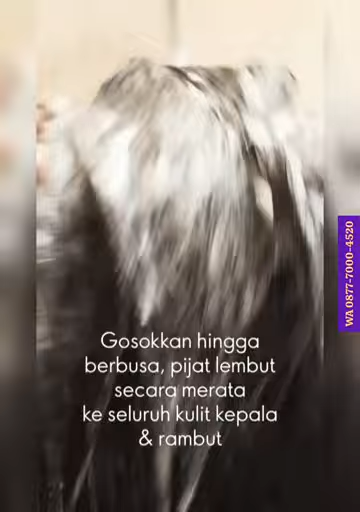 Gosokkan hingga
berbusa, pijat lembut
secara merata
ke seluruh kulit kepala
& rambut
WA 0877-7000-4520